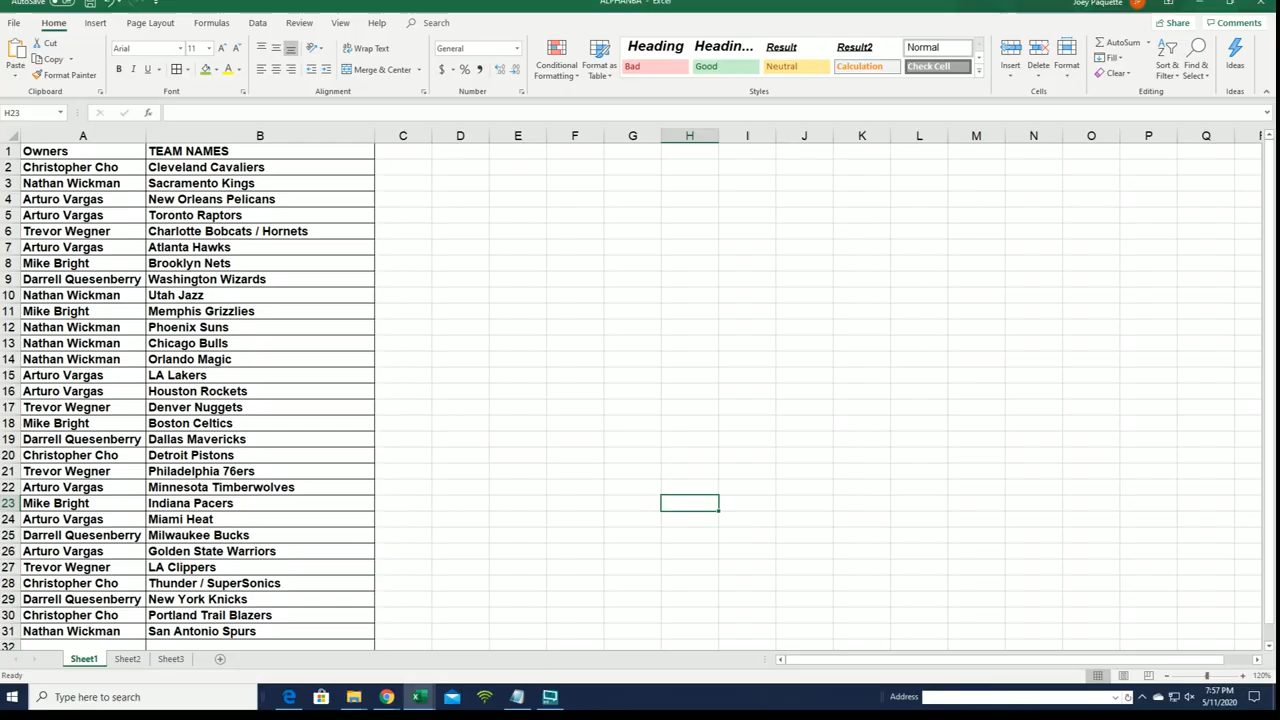 AutoSave Off ALPHANBA - Excel Joey Paquette JP
File Home Insert Page Layout Formulas Data Review View Help Search Share Comments
Cut Arial 11 Wrap Text General Heading Headin... Result Result2 Normal AutoSum
Copy Fill
Paste Format Painter B I U Merge & Center $ % Conditional Formatting Format as Table Bad Good Neutral Calculation Check Cell Insert Delete Format Clear Sort & Filter Find & Select Ideas
Clipboard Font Alignment Number Styles Cells Editing Ideas
H23 fx
A B C D E F G H I J K L M N O P Q R
1 Owners TEAM NAMES
2 Christopher Cho Cleveland Cavaliers
3 Nathan Wickman Sacramento Kings
4 Arturo Vargas New Orleans Pelicans
5 Arturo Vargas Toronto Raptors
6 Trevor Wegner Charlotte Bobcats / Hornets
7 Arturo Vargas Atlanta Hawks
8 Mike Bright Brooklyn Nets
9 Darrell Quesenberry Washington Wizards
10 Nathan Wickman Utah Jazz
11 Mike Bright Memphis Grizzlies
12 Nathan Wickman Phoenix Suns
13 Nathan Wickman Chicago Bulls
14 Nathan Wickman Orlando Magic
15 Arturo Vargas LA Lakers
16 Arturo Vargas Houston Rockets
17 Trevor Wegner Denver Nuggets
18 Mike Bright Boston Celtics
19 Darrell Quesenberry Dallas Mavericks
20 Christopher Cho Detroit Pistons
21 Trevor Wegner Philadelphia 76ers
22 Arturo Vargas Minnesota Timberwolves
23 Mike Bright Indiana Pacers
24 Arturo Vargas Miami Heat
25 Darrell Quesenberry Milwaukee Bucks
26 Arturo Vargas Golden State Warriors
27 Trevor Wegner LA Clippers
28 Christopher Cho Thunder / SuperSonics
29 Darrell Quesenberry New York Knicks
30 Christopher Cho Portland Trail Blazers
31 Nathan Wickman San Antonio Spurs
32
Sheet1 Sheet2 Sheet3
Ready 120%
Type here to search Address 7:57 PM
5/11/2020